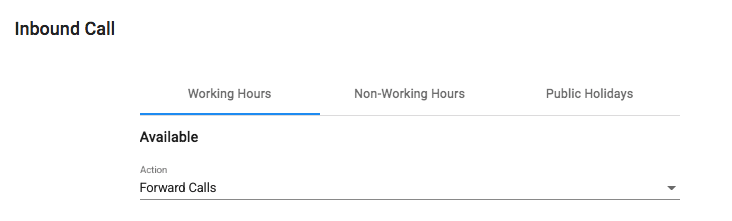 Inbound Call
Working Hours Non-Working Hours Public Holidays
Available
Action
Forward Calls